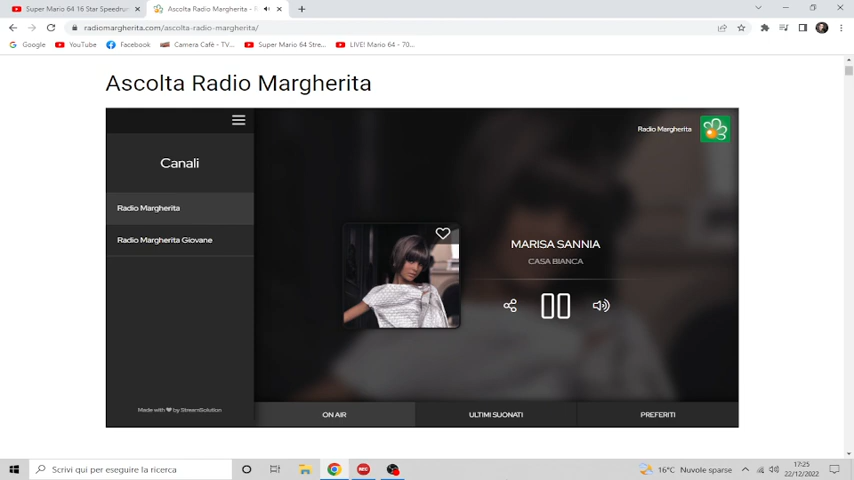 Super Mario 64 16 Star Speedru
Ascolta Radio Margherita - R
radiomargherita.com/ascolta-radio-margherita/
Google
YouTube
Facebook
Camera Cafè - TV...
Super Mario 64 Stre...
LIVE! Mario 64 - 70...
Ascolta Radio Margherita
Radio Margherita
Canali
Radio Margherita
Radio Margherita Giovane
MARISA SANNIA
CASA BIANCA
Made with ❤ by StreamSolution
ON AIR
ULTIMI SUONATI
PREFERITI
Scrivi qui per eseguire la ricerca
REC
16°C Nuvole sparse
17:25
22/12/2022